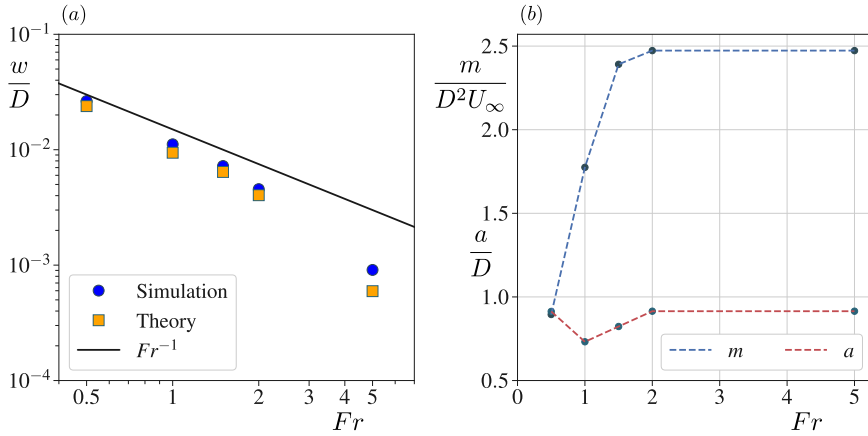 (a)
w/D
10^{-1}
10^{-2}
10^{-3}
10^{-4}
Simulation
Theory
Fr^{-1}
0.5 1 2 3 4 5
Fr
(b)
m/D^2U_∞
a/D
2.5
2.0
1.5
1.0
0.5
m a
0 1 2 3 4 5
Fr